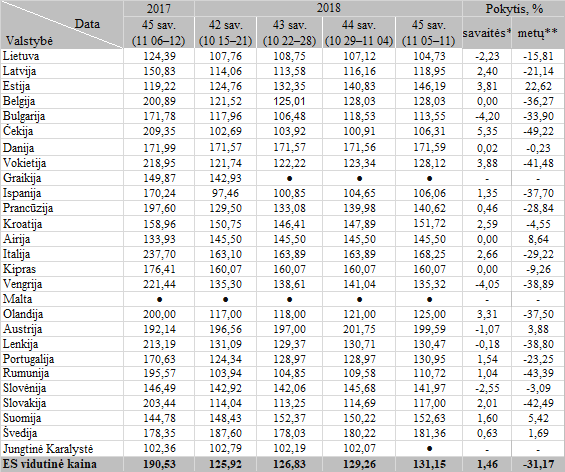 Data 2017 2018 Pokytis, %
Valstybė 45 sav. (11 06–12) 42 sav. (10 15–21) 43 sav. (10 22–28) 44 sav. (10 29–11 04) 45 sav. (11 05–11) savaitės* metų**
Lietuva 124,39 107,76 108,75 107,12 104,73 -2,23 -15,81
Latvija 150,83 114,06 113,58 116,16 118,95 2,40 -21,14
Estija 119,22 124,76 132,35 140,83 146,19 3,81 22,62
Belgija 200,89 121,52 125,01 128,03 128,03 0,00 -36,27
Bulgarija 171,78 117,96 106,48 118,53 113,55 -4,20 -33,90
Čekija 209,35 102,69 103,92 100,91 106,31 5,35 -49,22
Danija 171,99 171,57 171,57 171,56 171,59 0,02 -0,23
Vokietija 218,95 121,74 122,22 123,34 128,12 3,88 -41,48
Graikija 149,87 142,93 ● ● ● - -
Ispanija 170,24 97,46 100,85 104,65 106,06 1,35 -37,70
Prancūzija 197,60 129,50 133,08 139,98 140,62 0,46 -28,84
Kroatija 158,96 150,75 146,41 147,89 151,72 2,59 -4,55
Airija 133,93 145,50 145,50 145,50 145,50 0,00 8,64
Italija 237,70 163,10 163,89 163,89 168,25 2,66 -29,22
Kipras 176,41 160,07 160,07 160,07 160,07 0,00 -9,26
Vengrija 221,44 135,30 138,61 141,04 135,32 -4,05 -38,89
Malta ● ● ● ● ● - -
Olandija 200,00 117,00 118,00 121,00 125,00 3,31 -37,50
Austrija 192,14 196,56 197,00 201,75 199,59 -1,07 3,88
Lenkija 213,19 131,09 129,37 130,71 130,47 -0,18 -38,80
Portugalija 170,63 124,34 128,97 128,97 130,95 1,54 -23,25
Rumunija 195,57 103,94 104,85 109,58 110,72 1,04 -43,39
Slovėnija 146,49 142,92 142,06 145,68 141,97 -2,55 -3,09
Slovakija 203,44 114,04 113,25 114,69 117,00 2,01 -42,49
Suomija 144,78 148,43 152,37 150,22 152,63 1,60 5,42
Švedija 178,35 187,60 178,03 180,22 181,36 0,63 1,69
Jungtinė Karalystė 102,36 102,79 102,19 102,07 ● - -
ES vidutinė kaina 190,53 125,92 126,83 129,26 131,15 1,46 -31,17